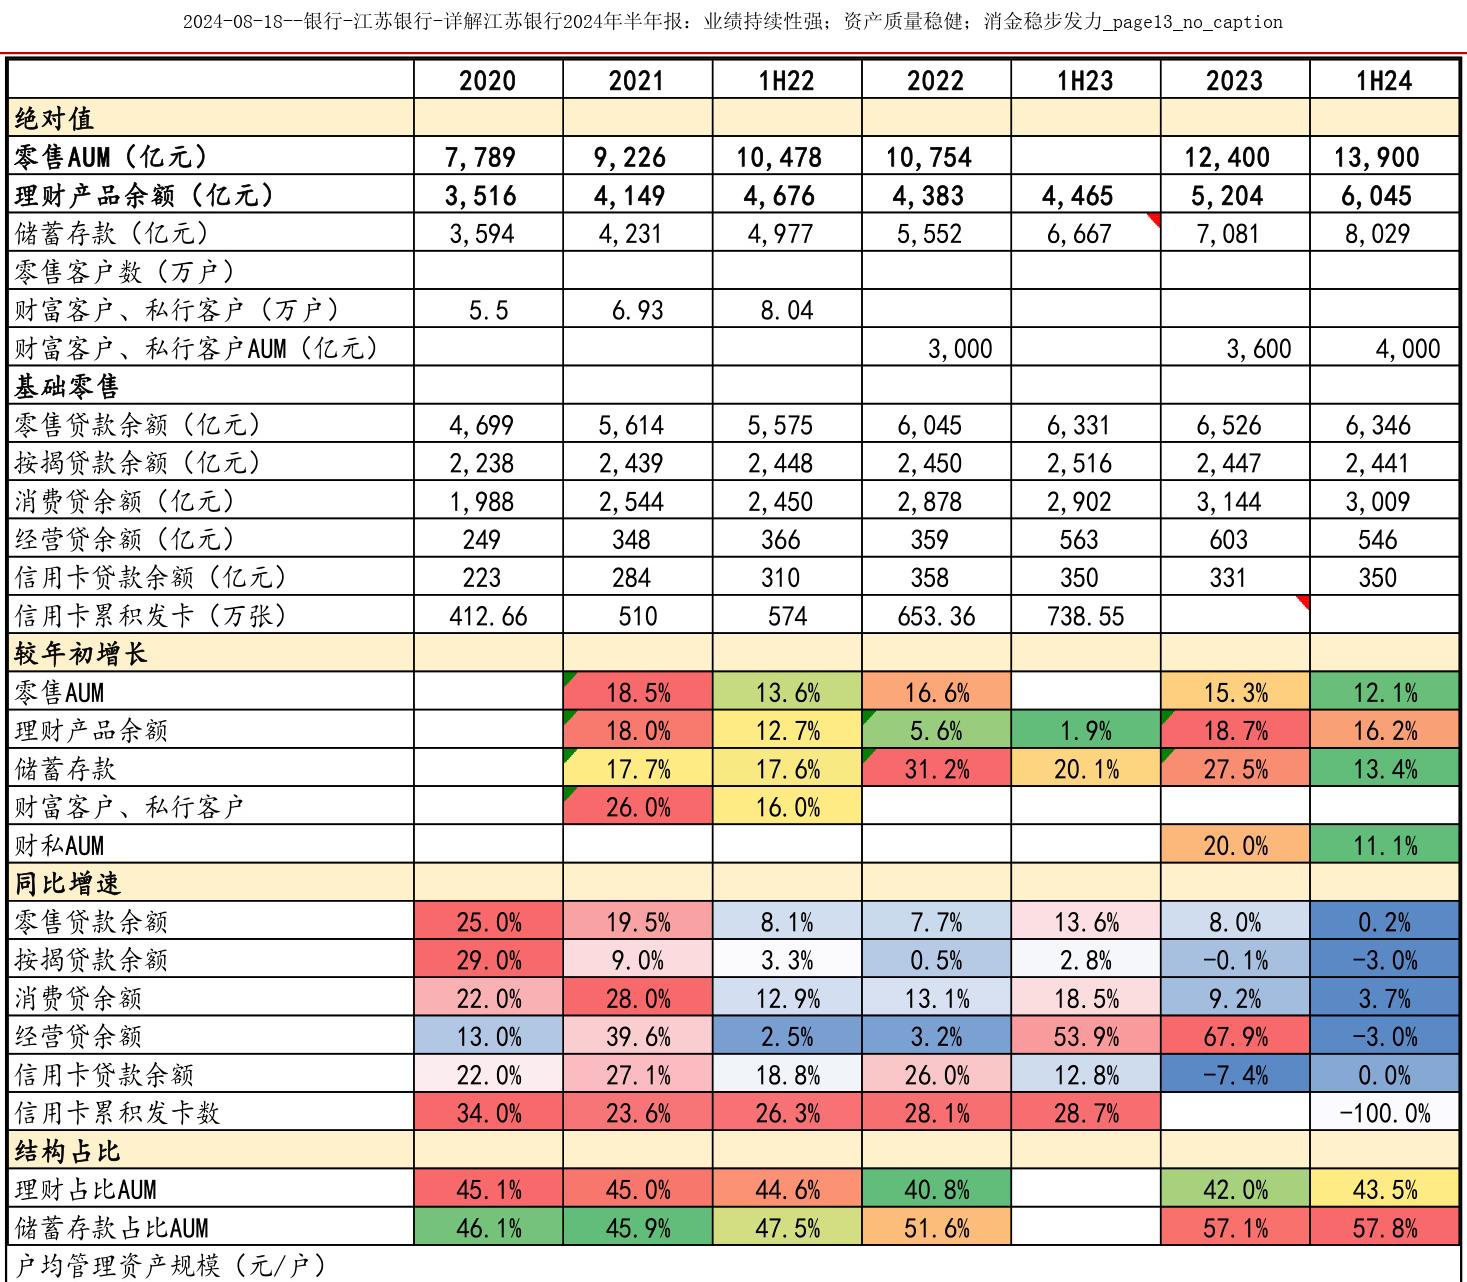 2024-08-18--银行-江苏银行-详解江苏银行2024年半年报：业绩持续性强；资产质量稳健；消金稳步发力_page13_no_caption
2020 2021 1H22 2022 1H23 2023 1H24
绝对值
零售AUM（亿元） 7,789 9,226 10,478 10,754 12,400 13,900
理财产品余额（亿元） 3,516 4,149 4,676 4,383 4,465 5,204 6,045
储蓄存款（亿元） 3,594 4,231 4,977 5,552 6,667 7,081 8,029
零售客户数（万户）
财富客户、私行客户（万户） 5.5 6.93 8.04
财富客户、私行客户AUM（亿元） 3,000 3,600 4,000
基础零售
零售贷款余额（亿元） 4,699 5,614 5,575 6,045 6,331 6,526 6,346
按揭贷款余额（亿元） 2,238 2,439 2,448 2,450 2,516 2,447 2,441
消费贷余额（亿元） 1,988 2,544 2,450 2,878 2,902 3,144 3,009
经营贷余额（亿元） 249 348 366 359 563 603 546
信用卡贷款余额（亿元） 223 284 310 358 350 331 350
信用卡累积发卡（万张） 412.66 510 574 653.36 738.55
较年初增长
零售AUM 18.5% 13.6% 16.6% 15.3% 12.1%
理财产品余额 18.0% 12.7% 5.6% 1.9% 18.7% 16.2%
储蓄存款 17.7% 17.6% 31.2% 20.1% 27.5% 13.4%
财富客户、私行客户 26.0% 16.0%
财私AUM 20.0% 11.1%
同比增速
零售贷款余额 25.0% 19.5% 8.1% 7.7% 13.6% 8.0% 0.2%
按揭贷款余额 29.0% 9.0% 3.3% 0.5% 2.8% -0.1% -3.0%
消费贷余额 22.0% 28.0% 12.9% 13.1% 18.5% 9.2% 3.7%
经营贷余额 13.0% 39.6% 2.5% 3.2% 53.9% 67.9% -3.0%
信用卡贷款余额 22.0% 27.1% 18.8% 26.0% 12.8% -7.4% 0.0%
信用卡累积发卡数 34.0% 23.6% 26.3% 28.1% 28.7% -100.0%
结构占比
理财占比AUM 45.1% 45.0% 44.6% 40.8% 42.0% 43.5%
储蓄存款占比AUM 46.1% 45.9% 47.5% 51.6% 57.1% 57.8%
户均管理资产规模（元/户）